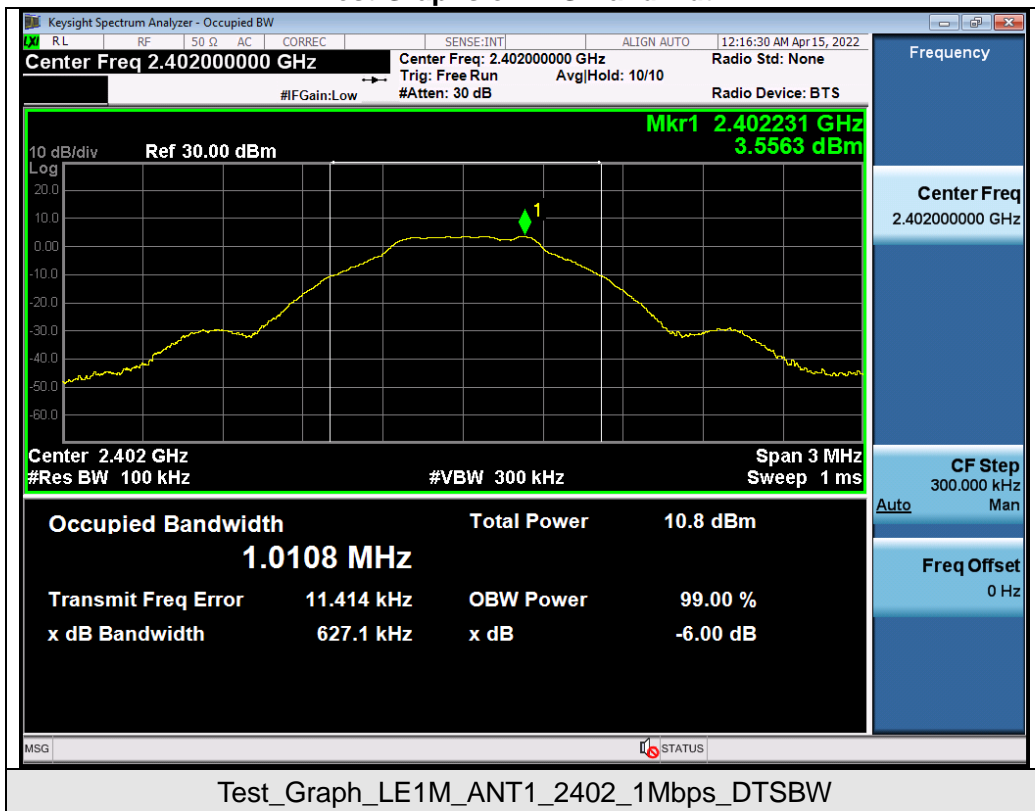 Keysight Spectrum Analyzer - Occupied BW
LXI RL RF 50 Ω AC CORREC SENSE:INT ALIGN AUTO 12:16:30 AM Apr 15, 2022
Center Freq 2.402000000 GHz
Center Freq: 2.402000000 GHz
Radio Std: None
Trig: Free Run Avg|Hold: 10/10
#IFGain:Low
#Atten: 30 dB
Radio Device: BTS
Frequency
Mkr1 2.402231 GHz
3.5563 dBm
10 dB/div Ref 30.00 dBm
Log
20.0
10.0
0.00
-10.0
-20.0
-30.0
-40.0
-50.0
-60.0
1
Center 2.402 GHz
Span 3 MHz
#Res BW 100 kHz
#VBW 300 kHz
Sweep 1 ms
Center Freq
2.402000000 GHz
CF Step
300.000 kHz
Auto Man
Freq Offset
0 Hz
Occupied Bandwidth
1.0108 MHz
Total Power 10.8 dBm
Transmit Freq Error 11.414 kHz
OBW Power 99.00 %
x dB Bandwidth 627.1 kHz
x dB -6.00 dB
MSG
STATUS
Test_Graph_LE1M_ANT1_2402_1Mbps_DTSBW